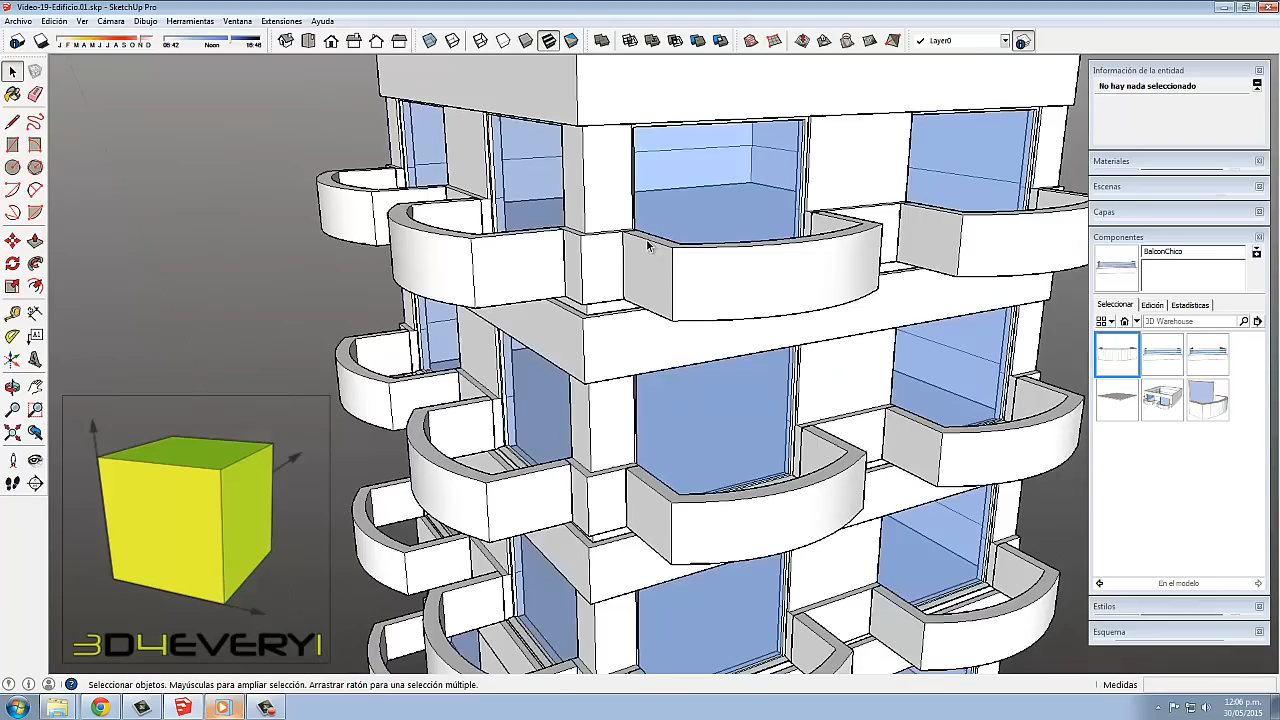 Video-19-Edificio.01.skp - SketchUp Pro
Archivo Edición Ver Cámara Dibujo Herramientas Ventana Extensiones Ayuda
J F M A M J J A S O N D
06:42 Noon 16:46
Layer0
Información de la entidad
No hay nada seleccionado
Materiales
Escenas
Capas
Componentes
BalconChico
Seleccionar Edición Estadísticas
3D Warehouse
En el modelo
Estilos
Esquema
3D4EVERY1
Seleccionar objetos. Mayúsculas para ampliar selección. Arrastrar ratón para una selección múltiple.
Medidas
12:06 p.m.
30/05/2015